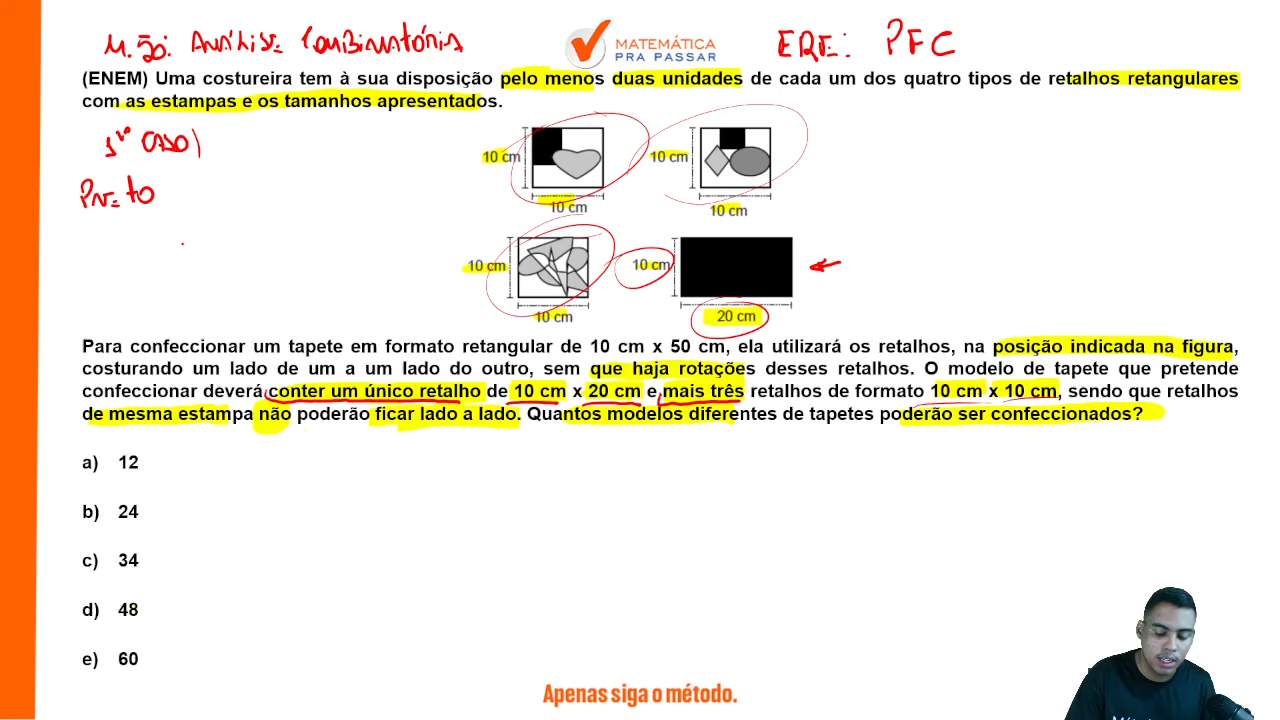 M.30: Análise Combinatória
MATEMÁTICA
PRA PASSAR
ERE: PFC
(ENEM) Uma costureira tem à sua disposição pelo menos duas unidades de cada um dos quatro tipos de retalhos retangulares
com as estampas e os tamanhos apresentados.
1º caso)
Preto
10 cm
10 cm
10 cm
10 cm
10 cm
10 cm
10 cm
20 cm
Para confeccionar um tapete em formato retangular de 10 cm x 50 cm, ela utilizará os retalhos, na posição indicada na figura,
costurando um lado de um a um lado do outro, sem que haja rotações desses retalhos. O modelo de tapete que pretende
confeccionar deverá conter um único retalho de 10 cm x 20 cm e mais três retalhos de formato 10 cm x 10 cm, sendo que retalhos
de mesma estampa não poderão ficar lado a lado. Quantos modelos diferentes de tapetes poderão ser confeccionados?
a) 12
b) 24
c) 34
d) 48
e) 60
Apenas siga o método.